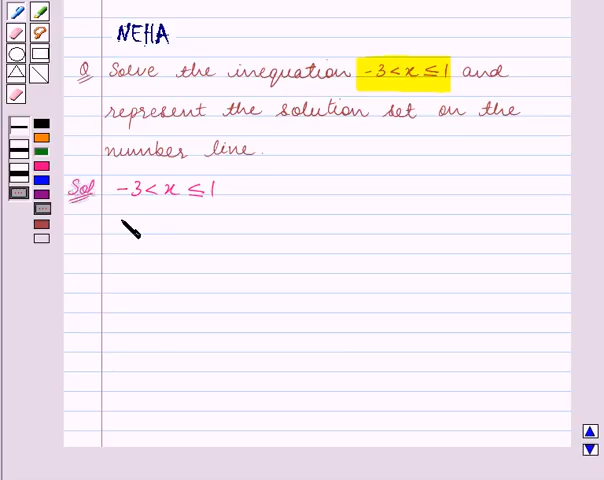 NEHA
Q Solve the inequation -3 < x ≤ 1 and
represent the solution set on the
number line.
Sol -3 < x ≤ 1